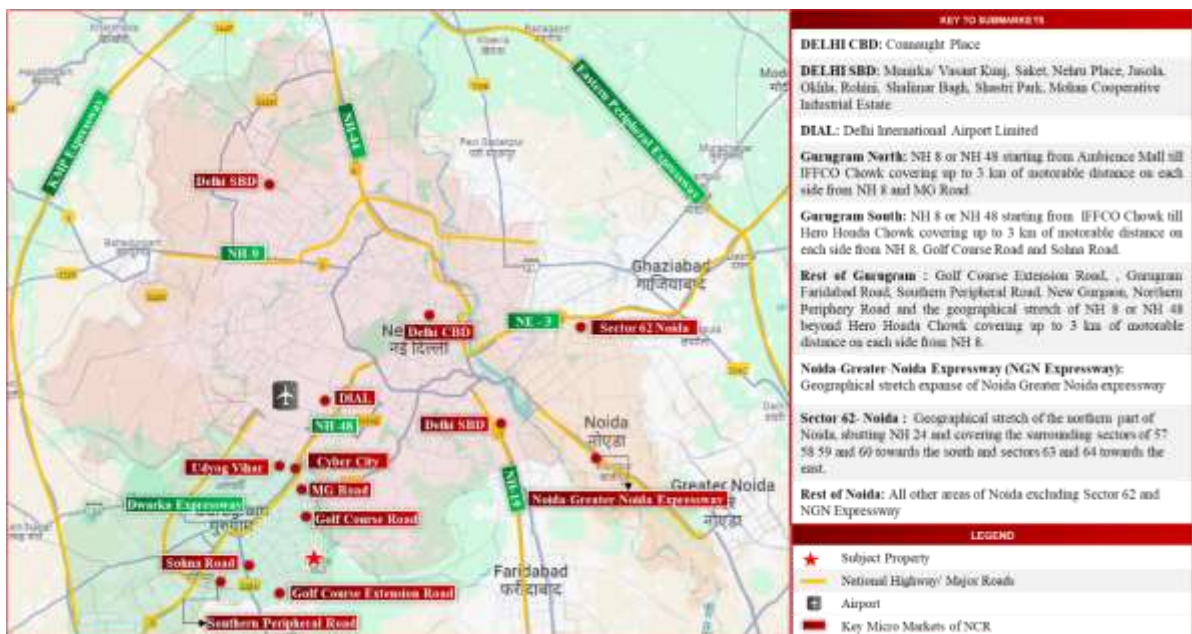 KMP Expressway
NH-44
Eastern Peripheral Expressway
Delhi SBD
NH-9
Ghaziabad
गाज़ियाबाद
Delhi CBD
नई दिल्ली
NE - 3
Sector 62 Noida
DIAL
NH-48
Delhi SBD
Noida
नोएडा
Udyog Vihar
Cyber City
MG Road
Noida-Greater Noida Expressway
Greater Noida
नोएडा
Dwarka Expressway
गुरुग्राम
Golf Course Road
NH-19
Sohna Road
Faridabad
फरीदाबाद
Golf Course Extension Road
Southern Peripheral Road
KEY TO SUBMARKETS
DELHI CBD: Connaught Place
DELHI SBD: Munirka/ Vasant Kunj, Saket, Nehru Place, Jasola,
Okhla, Rohini, Shalimar Bagh, Shastri Park, Mohan Cooperative
Industrial Estate
DIAL: Delhi International Airport Limited
Gurugram North: NH 8 or NH 48 starting from Ambience Mall till
IFFCO Chowk covering up to 3 km of motorable distance on each
side from NH 8 and MG Road.
Gurugram South: NH 8 or NH 48 starting from IFFCO Chowk till
Hero Honda Chowk covering up to 3 km of motorable distance on
each side from NH 8, Golf Course Road and Sohna Road.
Rest of Gurugram : Golf Course Extension Road, , Gurugram
Faridabad Road, Southern Peripheral Road, New Gurgaon, Northern
Periphery Road and the geographical stretch of NH 8 or NH 48
beyond Hero Honda Chowk covering up to 3 km of motorable
distance on each side from NH 8.
Noida-Greater-Noida Expressway (NGN Expressway):
Geographical stretch expanse of Noida Greater Noida expressway
Sector 62- Noida : Geographical stretch of the northern part of
Noida, abutting NH 24 and covering the surrounding sectors of 57
58 59 and 60 towards the south and sectors 63 and 64 towards the
east.
Rest of Noida: All other areas of Noida excluding Sector 62 and
NGN Expressway
LEGEND
Subject Property
National Highway/ Major Roads
Airport
Key Micro Markets of NCR